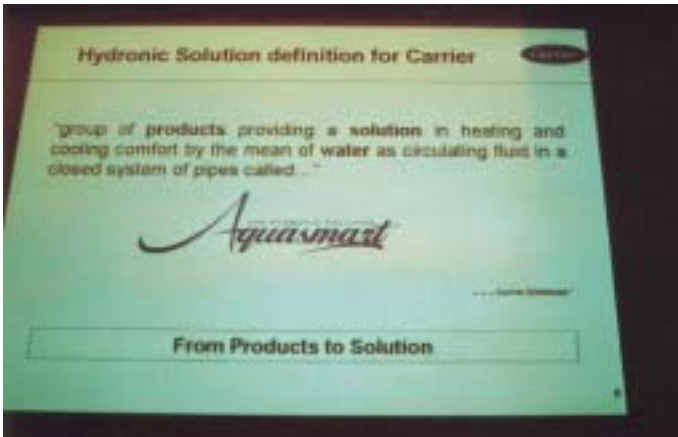 Hydronic Solution definition for Carrier
Carrier
"group of products providing a solution in heating and
cooling comfort by the mean of water as circulating fluid in a
closed system of pipes called..."
Aquasmart
From Products to Solution